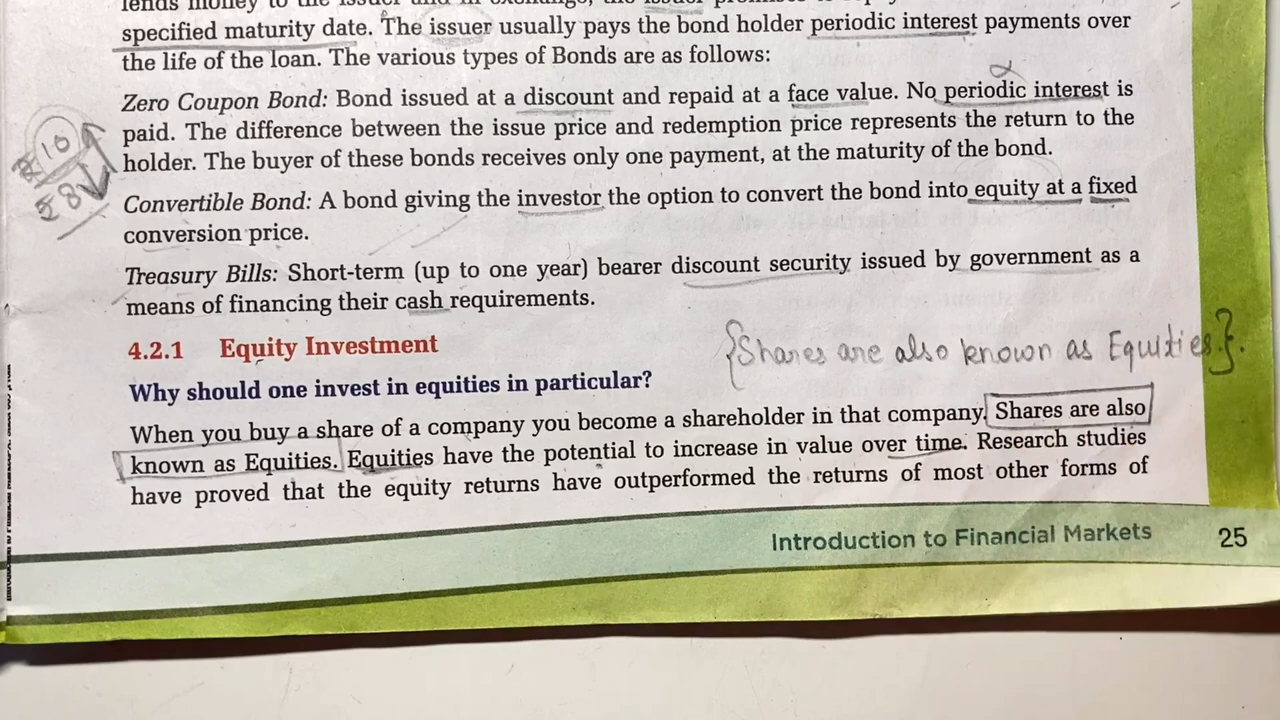 specified maturity date. The issuer usually pays the bond holder periodic interest payments over
the life of the loan. The various types of Bonds are as follows:
Zero Coupon Bond: Bond issued at a discount and repaid at a face value. No periodic interest is
paid. The difference between the issue price and redemption price represents the return to the
holder. The buyer of these bonds receives only one payment, at the maturity of the bond.
10
8
Convertible Bond: A bond giving the investor the option to convert the bond into equity at a fixed
conversion price.
Treasury Bills: Short-term (up to one year) bearer discount security issued by government as a
means of financing their cash requirements.
4.2.1 Equity Investment
{Shares are also known as Equities.}.
Why should one invest in equities in particular?
When you buy a share of a company you become a shareholder in that company. Shares are also
known as Equities. Equities have the potential to increase in value over time. Research studies
have proved that the equity returns have outperformed the returns of most other forms of
Introduction to Financial Markets 25